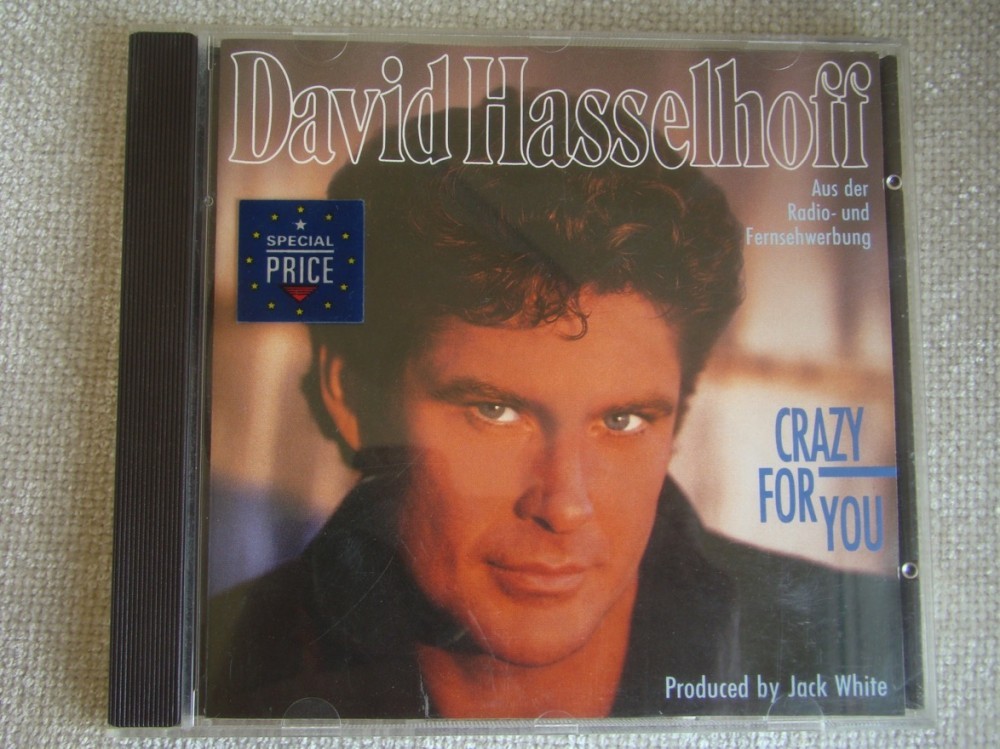 David Hasselhoff
Aus der
Radio- und
Fernsehwerbung
SPECIAL
PRICE
CRAZY
FOR YOU
Produced by Jack White